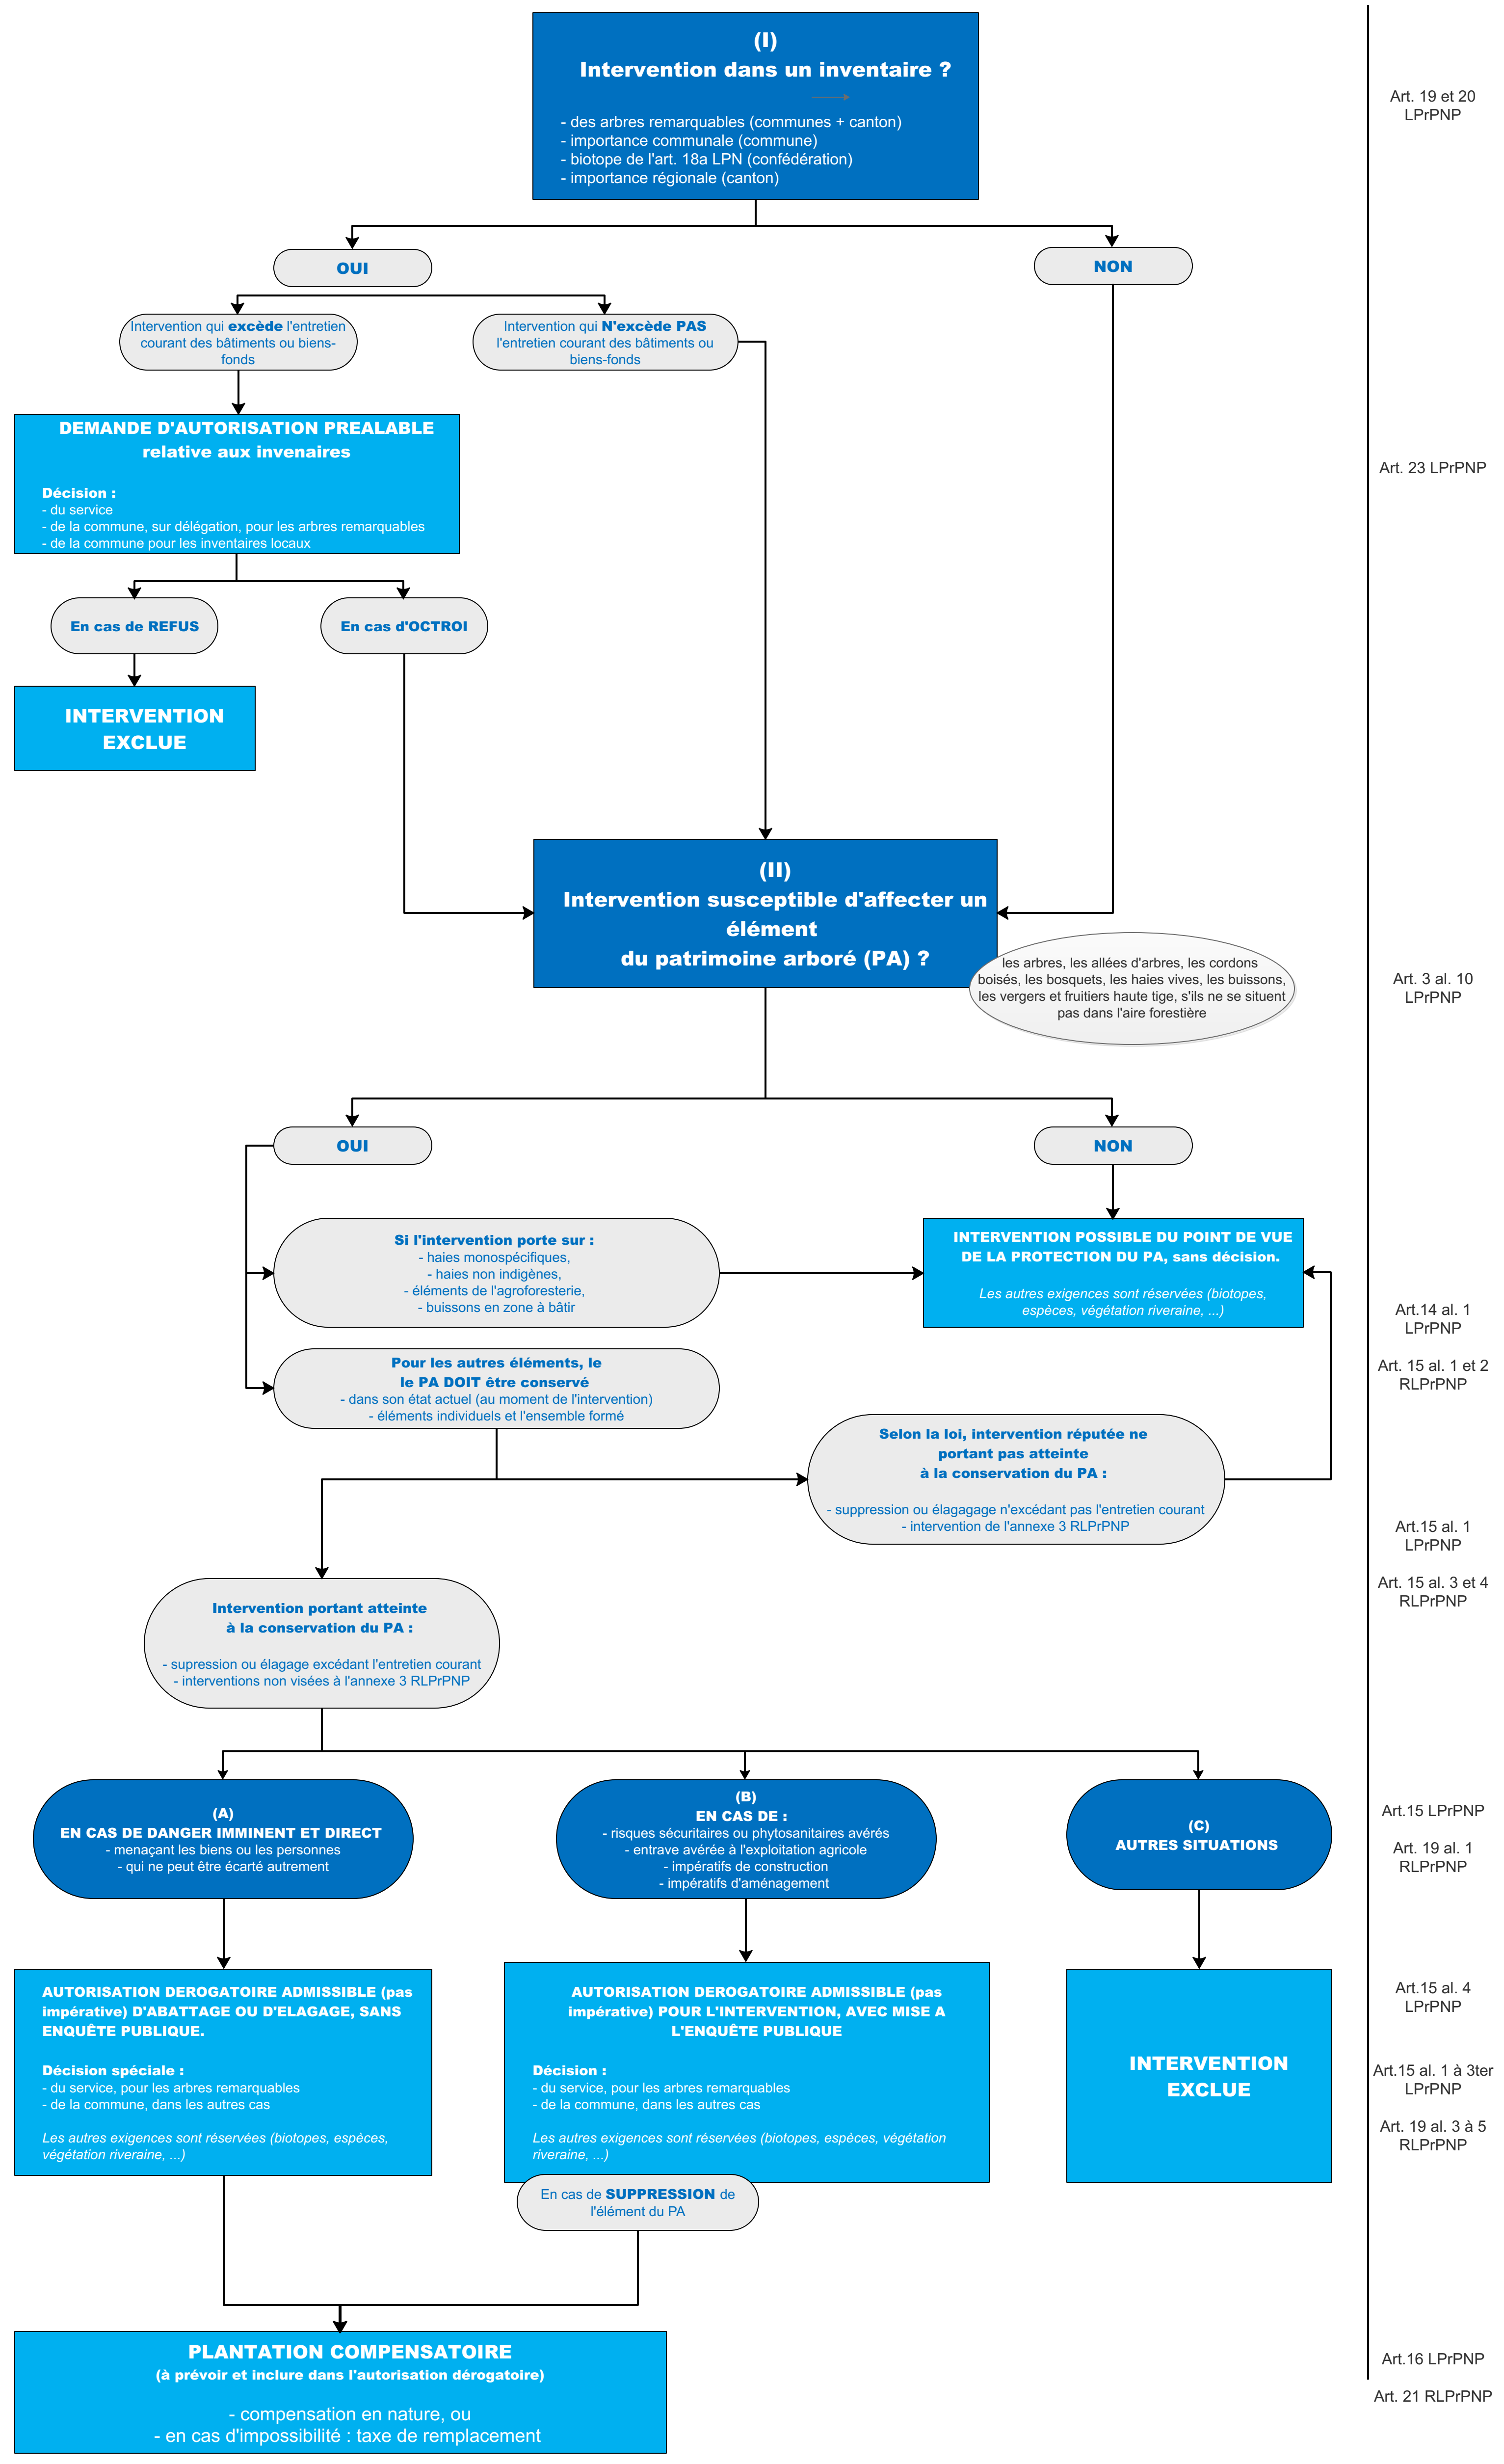 (I)
Intervention dans un inventaire ?
- des arbres remarquables (communes + canton)
- importance communale (commune)
- biotope de l'art. 18a LPN (confédération)
- importance régionale (canton)
Art. 19 et 20
LPrPNP
OUI
NON
Intervention qui excède l'entretien
courant des bâtiments ou biens-
fonds
Intervention qui N'excède PAS
l'entretien courant des bâtiments ou
biens-fonds
DEMANDE D'AUTORISATION PREALABLE
relative aux invenaires
Décision :
- du service
- de la commune, sur délégation, pour les arbres remarquables
- de la commune pour les inventaires locaux
Art. 23 LPrPNP
En cas de REFUS
En cas d'OCTROI
INTERVENTION
EXCLUE
(II)
Intervention susceptible d'affecter un
élément
du patrimoine arboré (PA) ?
les arbres, les allées d'arbres, les cordons
boisés, les bosquets, les haies vives, les buissons,
les vergers et fruitiers haute tige, s'ils ne se situent
pas dans l'aire forestière
Art. 3 al. 10
LPrPNP
OUI
NON
Si l'intervention porte sur :
- haies monospécifiques,
- haies non indigènes,
- éléments de l'agroforesterie,
- buissons en zone à bâtir
INTERVENTION POSSIBLE DU POINT DE VUE
DE LA PROTECTION DU PA, sans décision.
Les autres exigences sont réservées (biotopes,
espèces, végétation riveraine, ...)
Art.14 al. 1
LPrPNP
Art. 15 al. 1 et 2
RLPrPNP
Pour les autres éléments, le
le PA DOIT être conservé
- dans son état actuel (au moment de l'intervention)
- éléments individuels et l'ensemble formé
Selon la loi, intervention réputée ne
portant pas atteinte
à la conservation du PA :
- suppression ou élagagage n'excédant pas l'entretien courant
- intervention de l'annexe 3 RLPrPNP
Art.15 al. 1
LPrPNP
Art. 15 al. 3 et 4
RLPrPNP
Intervention portant atteinte
à la conservation du PA :
- supression ou élagage excédant l'entretien courant
- interventions non visées à l'annexe 3 RLPrPNP
(A)
EN CAS DE DANGER IMMINENT ET DIRECT
- menaçant les biens ou les personnes
- qui ne peut être écarté autrement
(B)
EN CAS DE :
- risques sécuritaires ou phytosanitaires avérés
- entrave avérée à l'exploitation agricole
- impératifs de construction
- impératifs d'aménagement
(C)
AUTRES SITUATIONS
Art.15 LPrPNP
Art. 19 al. 1
RLPrPNP
AUTORISATION DEROGATOIRE ADMISSIBLE (pas
impérative) D'ABATTAGE OU D'ELAGAGE, SANS
ENQUÊTE PUBLIQUE.
Décision spéciale :
- du service, pour les arbres remarquables
- de la commune, dans les autres cas
Les autres exigences sont réservées (biotopes, espèces,
végétation riveraine, ...)
AUTORISATION DEROGATOIRE ADMISSIBLE (pas
impérative) POUR L'INTERVENTION, AVEC MISE A
L'ENQUÊTE PUBLIQUE
Décision :
- du service, pour les arbres remarquables
- de la commune, dans les autres cas
Les autres exigences sont réservées (biotopes, espèces, végétation
riveraine, ...)
INTERVENTION
EXCLUE
Art.15 al. 4
LPrPNP
Art.15 al. 1 à 3ter
LPrPNP
Art. 19 al. 3 à 5
RLPrPNP
En cas de SUPPRESSION de
l'élément du PA
PLANTATION COMPENSATOIRE
(à prévoir et inclure dans l'autorisation dérogatoire)
- compensation en nature, ou
- en cas d'impossibilité : taxe de remplacement
Art.16 LPrPNP
Art. 21 RLPrPNP